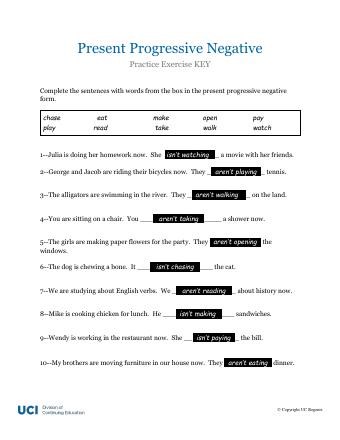 Present Progressive Negative
Practice Exercise KEY
Complete the sentences with words from the box in the present progressive negative
form.
chase eat make open pay
play read take walk watch
1--Julia is doing her homework now. She isn't watching _ a movie with her friends.
2--George and Jacob are riding their bicycles now. They _ aren't playing _ tennis.
3--The alligators are swimming in the river. They _ aren't walking _ on the land.
4--You are sitting on a chair. You ___ aren't taking ____ a shower now.
5--The girls are making paper flowers for the party. They aren't opening the
windows.
6--The dog is chewing a bone. It ___ isn't chasing ___ the cat.
7--We are studying about English verbs. We _ aren't reading _ about history now.
8--Mike is cooking chicken for lunch. He ___ isn't making ___ sandwiches.
9--Wendy is working in the restaurant now. She __ isn't paying _ the bill.
10--My brothers are moving furniture in our house now. They aren't eating dinner.
UCI Division of
Continuing Education
© Copyright UC Regents